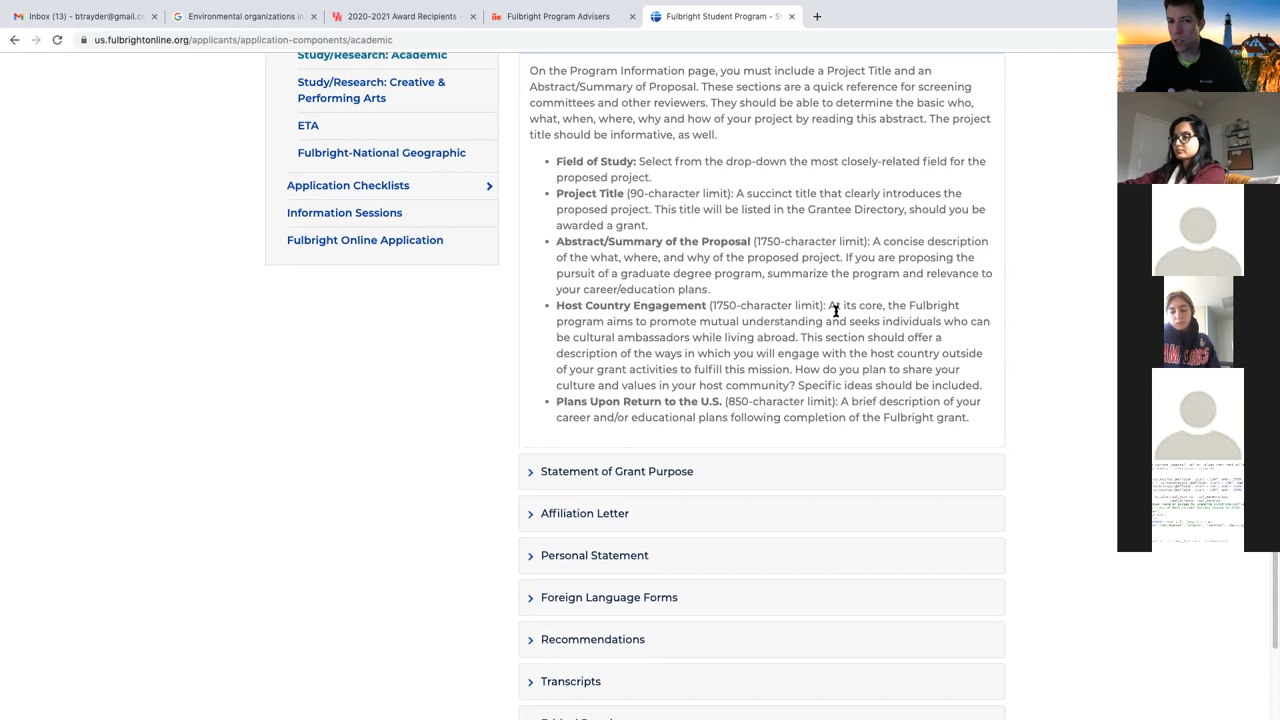 Inbox (13) - btrayder@gmail.cc
Environmental organizations in
2020-2021 Award Recipients -
Fulbright Program Advisers
Fulbright Student Program - S
us.fulbrightonline.org/applicants/application-components/academic
Study/Research: Academic
Study/Research: Creative &
Performing Arts
ETA
Fulbright-National Geographic
Application Checklists
Information Sessions
Fulbright Online Application
On the Program Information page, you must include a Project Title and an
Abstract/Summary of Proposal. These sections are a quick reference for screening
committees and other reviewers. They should be able to determine the basic who,
what, when, where, why and how of your project by reading this abstract. The project
title should be informative, as well.
Field of Study: Select from the drop-down the most closely-related field for the
proposed project.
Project Title (90-character limit): A succinct title that clearly introduces the
proposed project. This title will be listed in the Grantee Directory, should you be
awarded a grant.
Abstract/Summary of the Proposal (1750-character limit): A concise description
of the what, where, and why of the proposed project. If you are proposing the
pursuit of a graduate degree program, summarize the program and relevance to
your career/education plans.
Host Country Engagement (1750-character limit): At its core, the Fulbright
program aims to promote mutual understanding and seeks individuals who can
be cultural ambassadors while living abroad. This section should offer a
description of the ways in which you will engage with the host country outside
of your grant activities to fulfill this mission. How do you plan to share your
culture and values in your host community? Specific ideas should be included.
Plans Upon Return to the U.S. (850-character limit): A brief description of your
career and/or educational plans following completion of the Fulbright grant.
Statement of Grant Purpose
Affiliation Letter
Personal Statement
Foreign Language Forms
Recommendations
Transcripts